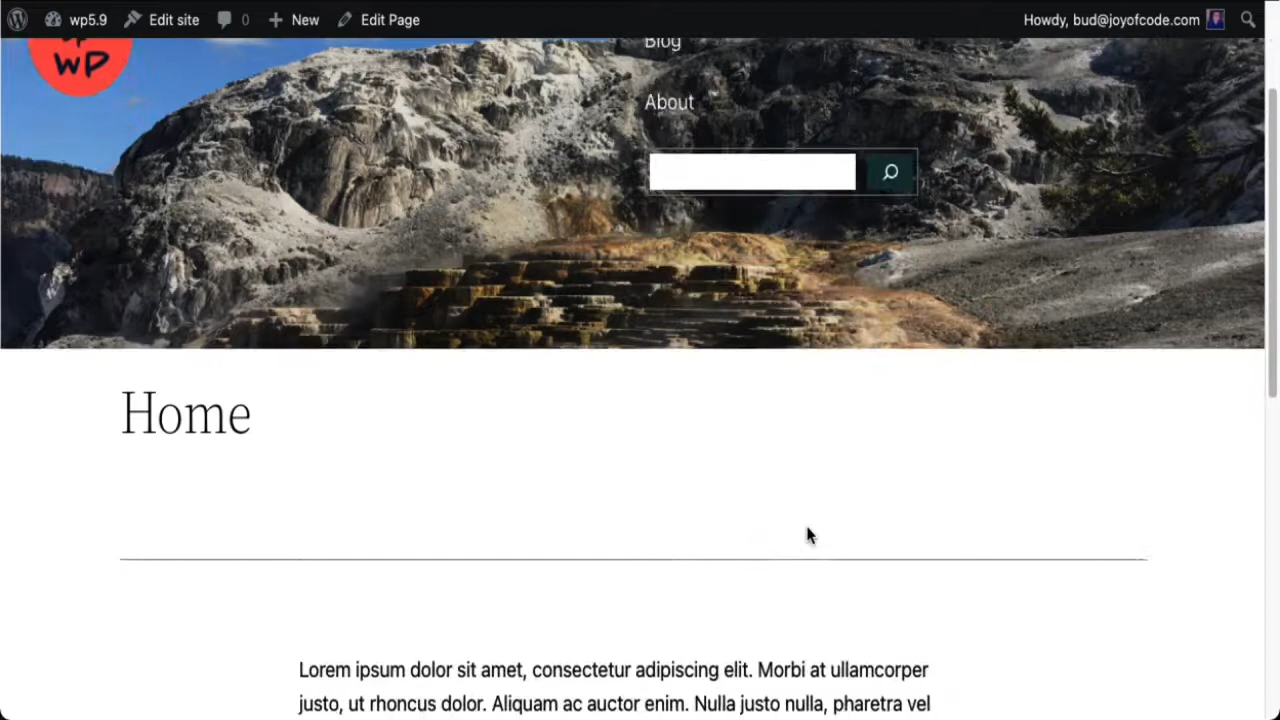 wp5.9 Edit site 0 New Edit Page Howdy, bud@joyofcode.com
WP
Blog
About
Home
Lorem ipsum dolor sit amet, consectetur adipiscing elit. Morbi at ullamcorper
justo, ut rhoncus dolor. Aliquam ac auctor enim. Nulla justo nulla, pharetra vel